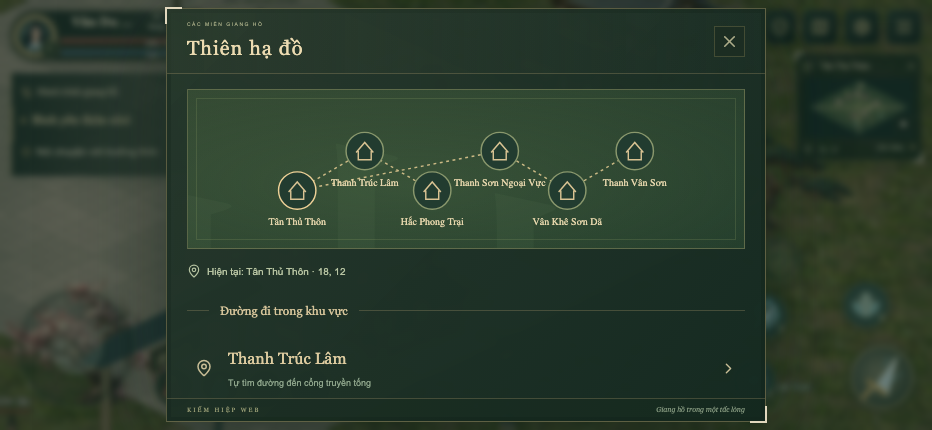 CÁC MIỀN GIANG HỒ
Thiên hạ đồ
Thanh Trúc Lâm
Thanh Sơn Ngoại Vực
Thanh Vân Sơn
Tân Thủ Thôn
Hắc Phong Trại
Vân Khê Sơn Dã
Hiện tại: Tân Thủ Thôn · 18, 12
Đường đi trong khu vực
Thanh Trúc Lâm
Tự tìm đường đến cổng truyền tống
KIẾM HIỆP WEB
Giang hồ trong một tấc lòng